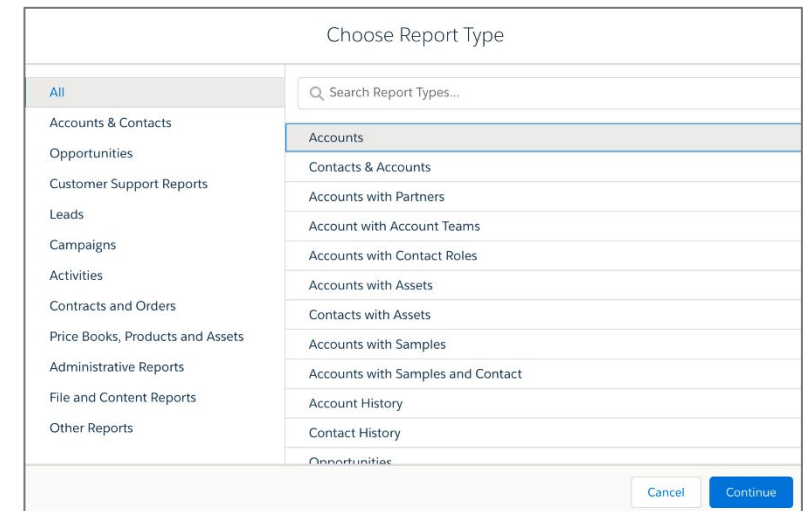 Choose Report Type
All
Accounts & Contacts
Opportunities
Customer Support Reports
Leads
Campaigns
Activities
Contracts and Orders
Price Books, Products and Assets
Administrative Reports
File and Content Reports
Other Reports
Search Report Types...
Accounts
Contacts & Accounts
Accounts with Partners
Account with Account Teams
Accounts with Contact Roles
Accounts with Assets
Contacts with Assets
Accounts with Samples
Accounts with Samples and Contact
Account History
Contact History
Opportunities
Cancel
Continue